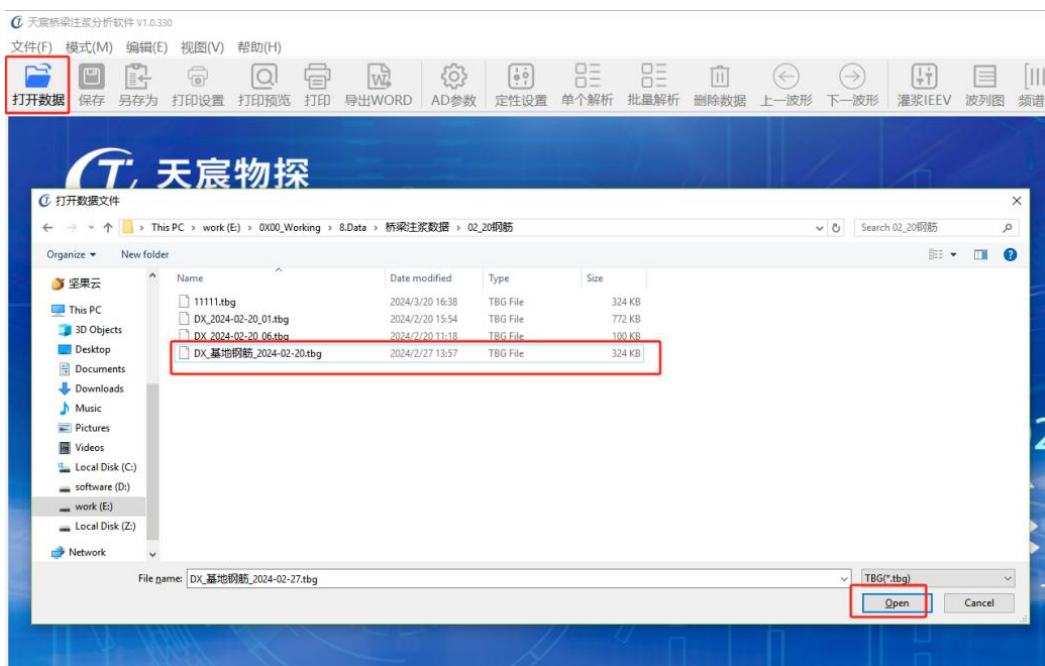 天宸桥梁注浆分析软件 V1.0.330
文件(F) 模式(M) 编辑(E) 视图(V) 帮助(H)
打开数据 保存 另存为 打印设置 打印预览 打印 导出WORD AD参数 定性设置 单个解析 批量解析 删除数据 上一波形 下一波形 灌浆IEEV 波列图 频谱
天宸物探
打开数据文件
This PC › work (E:) › 0X00_Working › 8.Data › 桥梁注浆数据 › 02_20钢筋 Search 02_20钢筋
Organize New folder
Name Date modified Type Size
坚果云
This PC
3D Objects
Desktop
Documents
Downloads
Music
Pictures
Videos
Local Disk (C:)
software (D:)
work (E:)
Local Disk (Z:)
Network
11111.tbg 2024/3/20 16:38 TBG File 324 KB
DX_2024-02-20_01.tbg 2024/2/20 15:54 TBG File 772 KB
DX_2024-02-20_06.tbg 2024/2/20 11:18 TBG File 100 KB
DX_基地钢筋_2024-02-20.tbg 2024/2/27 13:57 TBG File 324 KB
File name: DX_基地钢筋_2024-02-27.tbg TBG(*.tbg)
Open Cancel